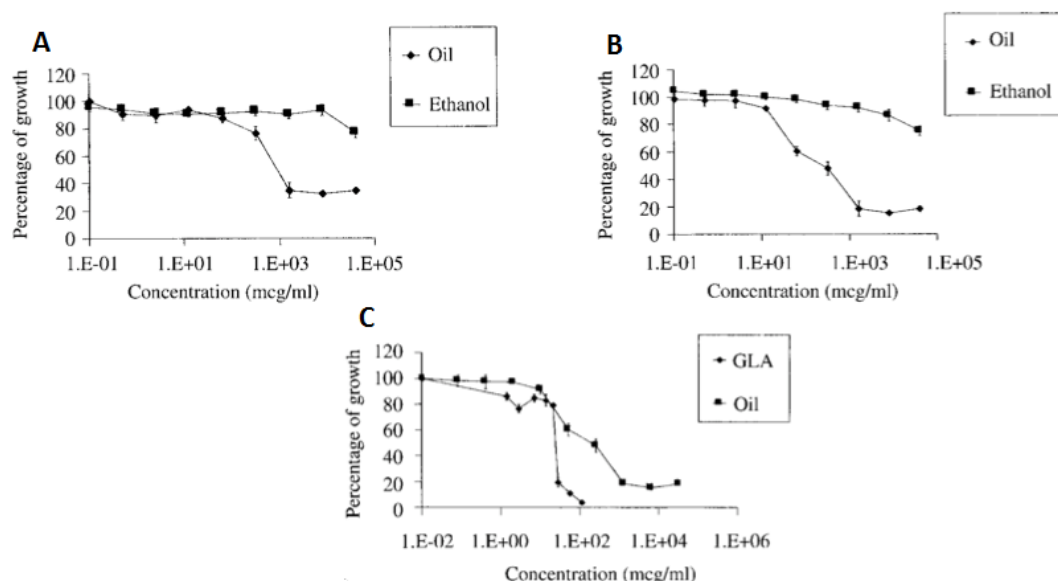 A
Oil
Ethanol
120
100
80
60
40
20
0
Percentage of growth
1.E-01
1.E+01
1.E+03
1.E+05
Concentration (mcg/ml)
B
Oil
Ethanol
120
100
80
60
40
20
0
Percentage of growth
1.E-01
1.E+01
1.E+03
1.E+05
Concentration (mcg/ml)
C
GLA
Oil
120
100
80
60
40
20
0
Percentage of growth
1.E-02
1.E+00
1.E+02
1.E+04
1.E+06
Concentration (mcg/ml)